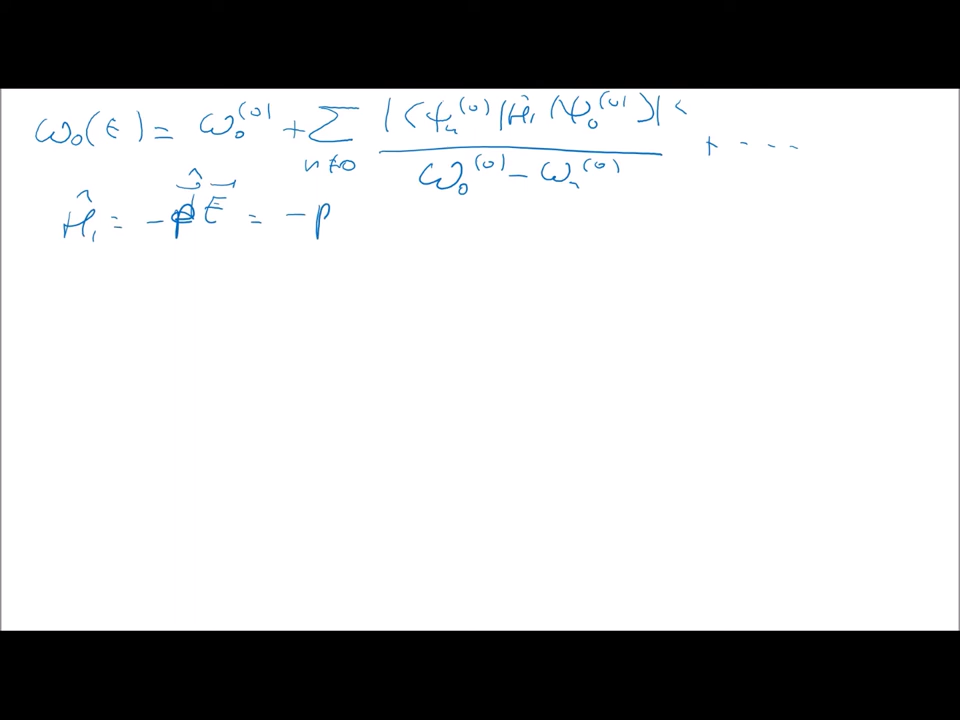 ω₀(E) = ω₀⁽⁰⁾ + Σ_{n≠0} |⟨ψₙ⁽⁰⁾|Ĥ₁|ψ₀⁽⁰⁾⟩|² / (ω₀⁽⁰⁾ − ωₙ⁽⁰⁾) + ····
Ĥ₁ = −p̂⃗ E⃗ = −p